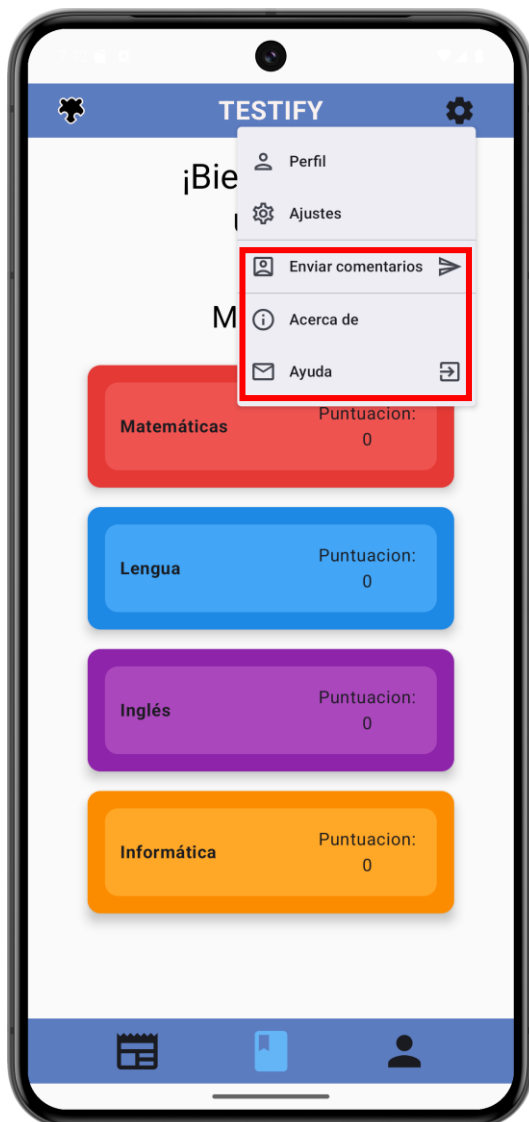 TESTIFY
¡Bie
Perfil
Ajustes
Enviar comentarios
M
Acerca de
Ayuda
Matemáticas
Puntuacion:
0
Lengua
Puntuacion:
0
Inglés
Puntuacion:
0
Informática
Puntuacion:
0